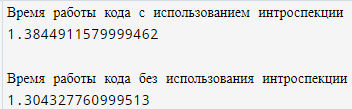 Время работы кода с использованием интроспекции
1.3844911579999462
Время работы кода без использования интроспекции
1.304327760999513